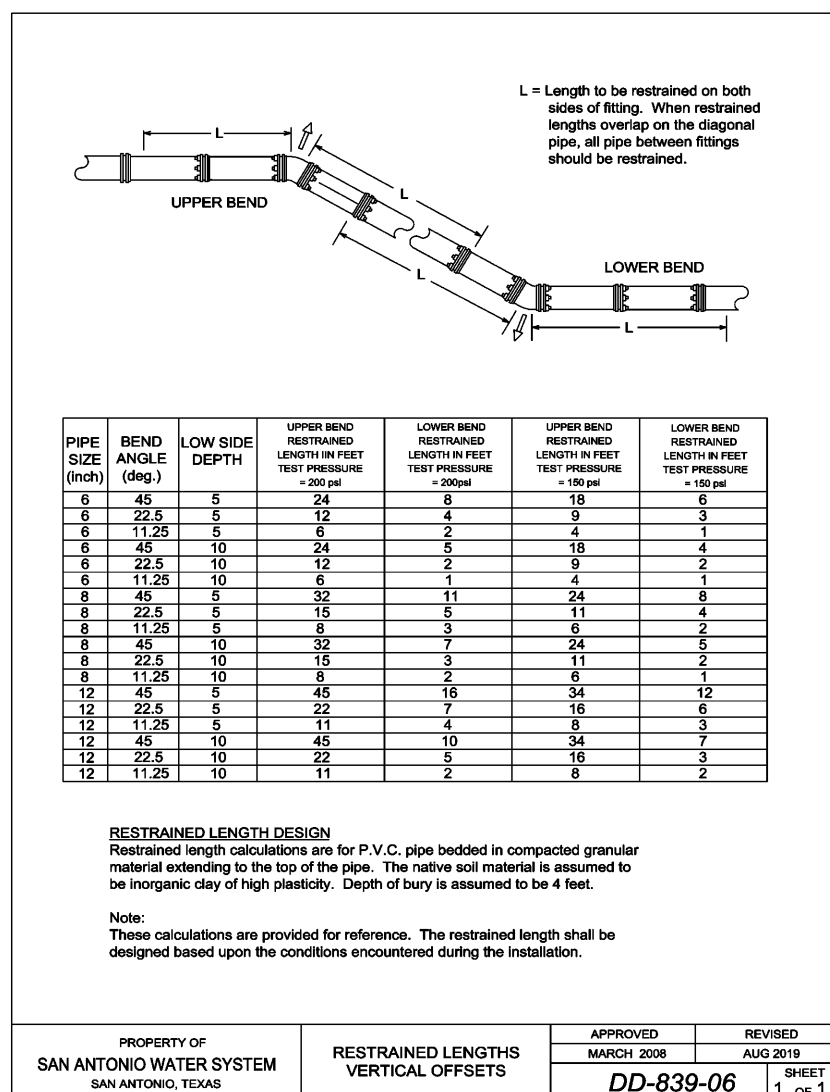 L = Length to be restrained on both
sides of fitting. When restrained
lengths overlap on the diagonal
pipe, all pipe between fittings
should be restrained.
L
UPPER BEND
L
L
LOWER BEND
L
PIPE SIZE (inch) BEND ANGLE (deg.) LOW SIDE DEPTH UPPER BEND RESTRAINED LENGTH IIN FEET TEST PRESSURE = 200 psi LOWER BEND RESTRAINED LENGTH IN FEET TEST PRESSURE = 200psi UPPER BEND RESTRAINED LENGTH IN FEET TEST PRESSURE = 150 psi LOWER BEND RESTRAINED LENGTH IN FEET TEST PRESSURE = 150 psi
6 45 5 24 8 18 6
6 22.5 5 12 4 9 3
6 11.25 5 6 2 4 1
6 45 10 24 5 18 4
6 22.5 10 12 2 9 2
6 11.25 10 6 1 4 1
8 45 5 32 11 24 8
8 22.5 5 15 5 11 4
8 11.25 5 8 3 6 2
8 45 10 32 7 24 5
8 22.5 10 15 3 11 2
8 11.25 10 8 2 6 1
12 45 5 45 16 34 12
12 22.5 5 22 7 16 6
12 11.25 5 11 4 8 3
12 45 10 45 10 34 7
12 22.5 10 22 5 16 3
12 11.25 10 11 2 8 2
RESTRAINED LENGTH DESIGN
Restrained length calculations are for P.V.C. pipe bedded in compacted granular
material extending to the top of the pipe. The native soil material is assumed to
be inorganic clay of high plasticity. Depth of bury is assumed to be 4 feet.
Note:
These calculations are provided for reference. The restrained length shall be
designed based upon the conditions encountered during the installation.
PROPERTY OF
SAN ANTONIO WATER SYSTEM
SAN ANTONIO, TEXAS
RESTRAINED LENGTHS
VERTICAL OFFSETS
APPROVED REVISED
MARCH 2008 AUG 2019
DD-839-06
SHEET
1 OF 1